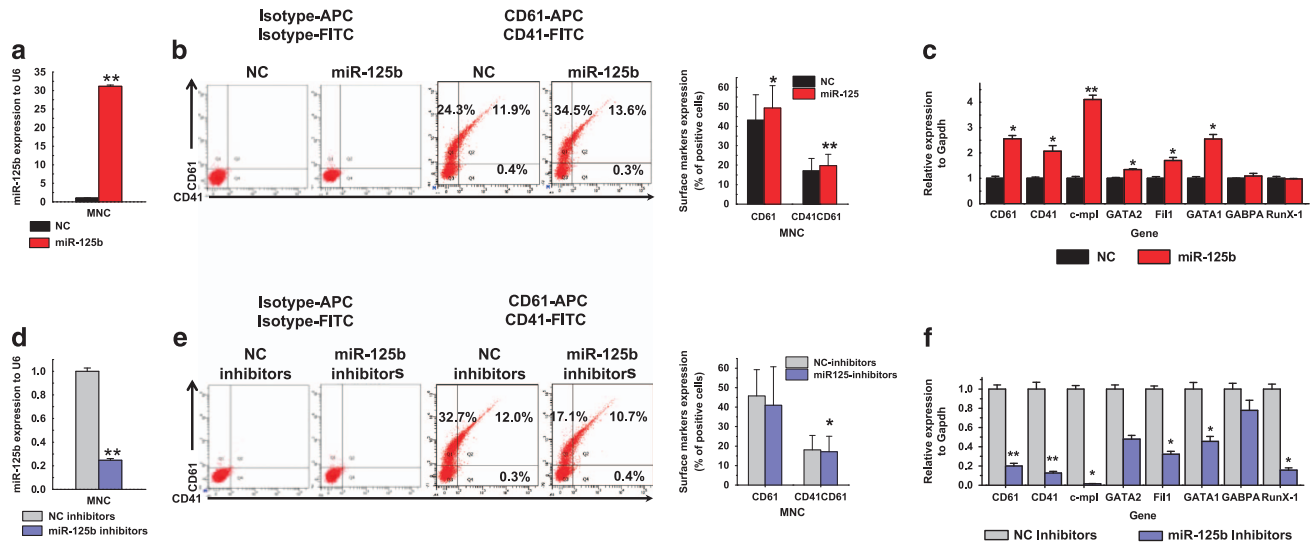 Isotype-APC
Isotype-FITC
CD61-APC
CD41-FITC
a
miR-125b expression to U6
35
30
25
20
15
10
5
0
**
MNC
NC
miR-125b
b
NC
miR-125b
NC
miR-125b
24.3%
11.9%
0.4%
34.5%
13.6%
0.3%
CD61
CD41
Surface markers expression
(% of positive cells)
60
50
40
30
20
10
0
NC
miR-125
*
**
CD61
CD41CD61
MNC
c
Relative expression
to Gapdh
4
3
2
1
0
*
*
**
*
*
*
CD61
CD41
c-mpl
GATA2
Fil1
GATA1
GABPA
RunX-1
Gene
NC
miR-125b
Isotype-APC
Isotype-FITC
CD61-APC
CD41-FITC
d
miR-125b expression to U6
1.0
0.8
0.6
0.4
0.2
0.0
**
MNC
NC inhibitors
miR-125b inhibitors
e
NC
inhibitors
miR-125b
inhibitors
NC
inhibitors
miR-125b
inhibitors
32.7%
12.0%
0.3%
17.1%
10.7%
0.4%
CD61
CD41
Surface markers expression
(% of positive cells)
60
50
40
30
20
10
0
NC-inhibitors
miR125-inhibitors
*
CD61
CD41CD61
MNC
f
Relative expression
to Gapdh
1,0
0,8
0,6
0,4
0,2
0,0
**
**
*
*
*
*
CD61
CD41
c-mpl
GATA2
Fil1
GATA1
GABPA
RunX-1
Gene
NC Inhibitors
miR-125b Inhibitors